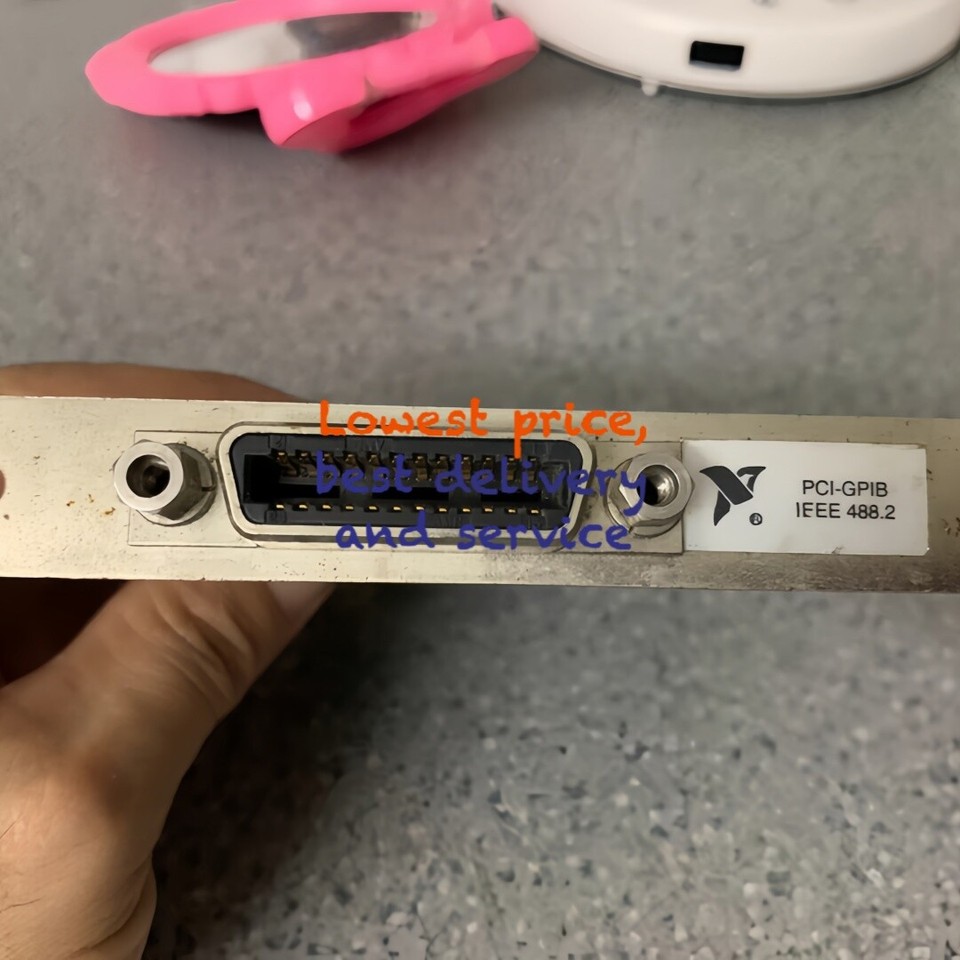 Lowest price,
best delivery
and service
PCI-GPIB
IEEE 488.2
®